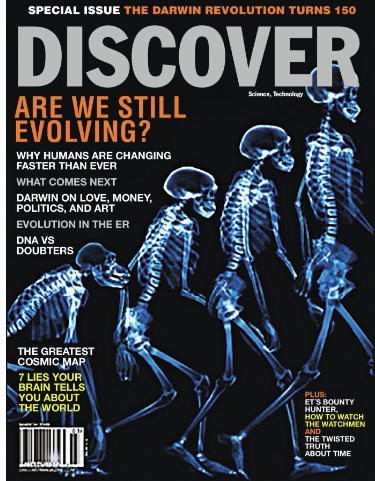 SPECIAL ISSUE THE DARWIN REVOLUTION TURNS 150
DISCOVER
Science, Technology
ARE WE STILL
EVOLVING?
WHY HUMANS ARE CHANGING
FASTER THAN EVER
WHAT COMES NEXT
DARWIN ON LOVE, MONEY,
POLITICS, AND ART
EVOLUTION IN THE ER
DNA VS
DOUBTERS
THE GREATEST
COSMIC MAP
7 LIES YOUR
BRAIN TELLS
YOU ABOUT
THE WORLD
PLUS:
ET'S BOUNTY
HUNTER,
HOW TO WATCH
THE WATCHMEN
AND
THE TWISTED
TRUTH
ABOUT TIME